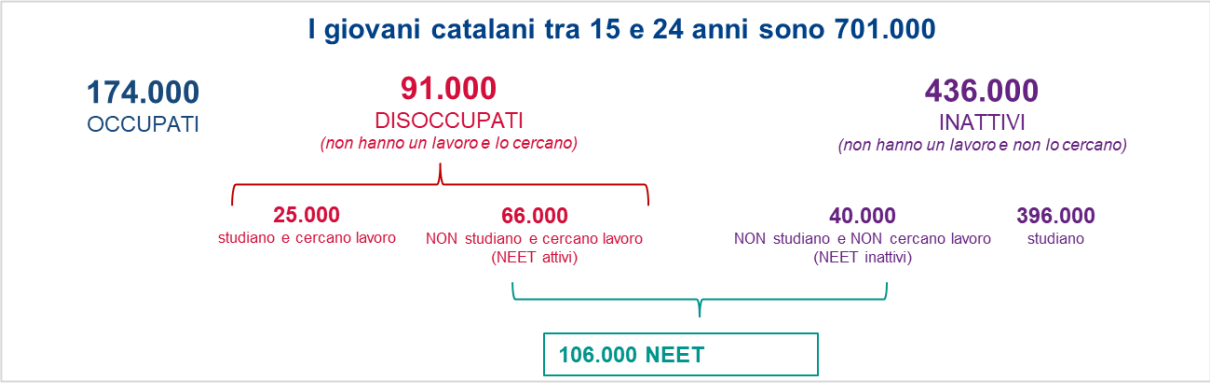 I giovani catalani tra 15 e 24 anni sono 701.000
174.000
OCCUPATI
91.000
DISOCCUPATI
(non hanno un lavoro e lo cercano)
436.000
INATTIVI
(non hanno un lavoro e non lo cercano)
25.000
studiano e cercano lavoro
66.000
NON studiano e cercano lavoro
(NEET attivi)
40.000
NON studiano e NON cercano lavoro
(NEET inattivi)
396.000
studiano
106.000 NEET